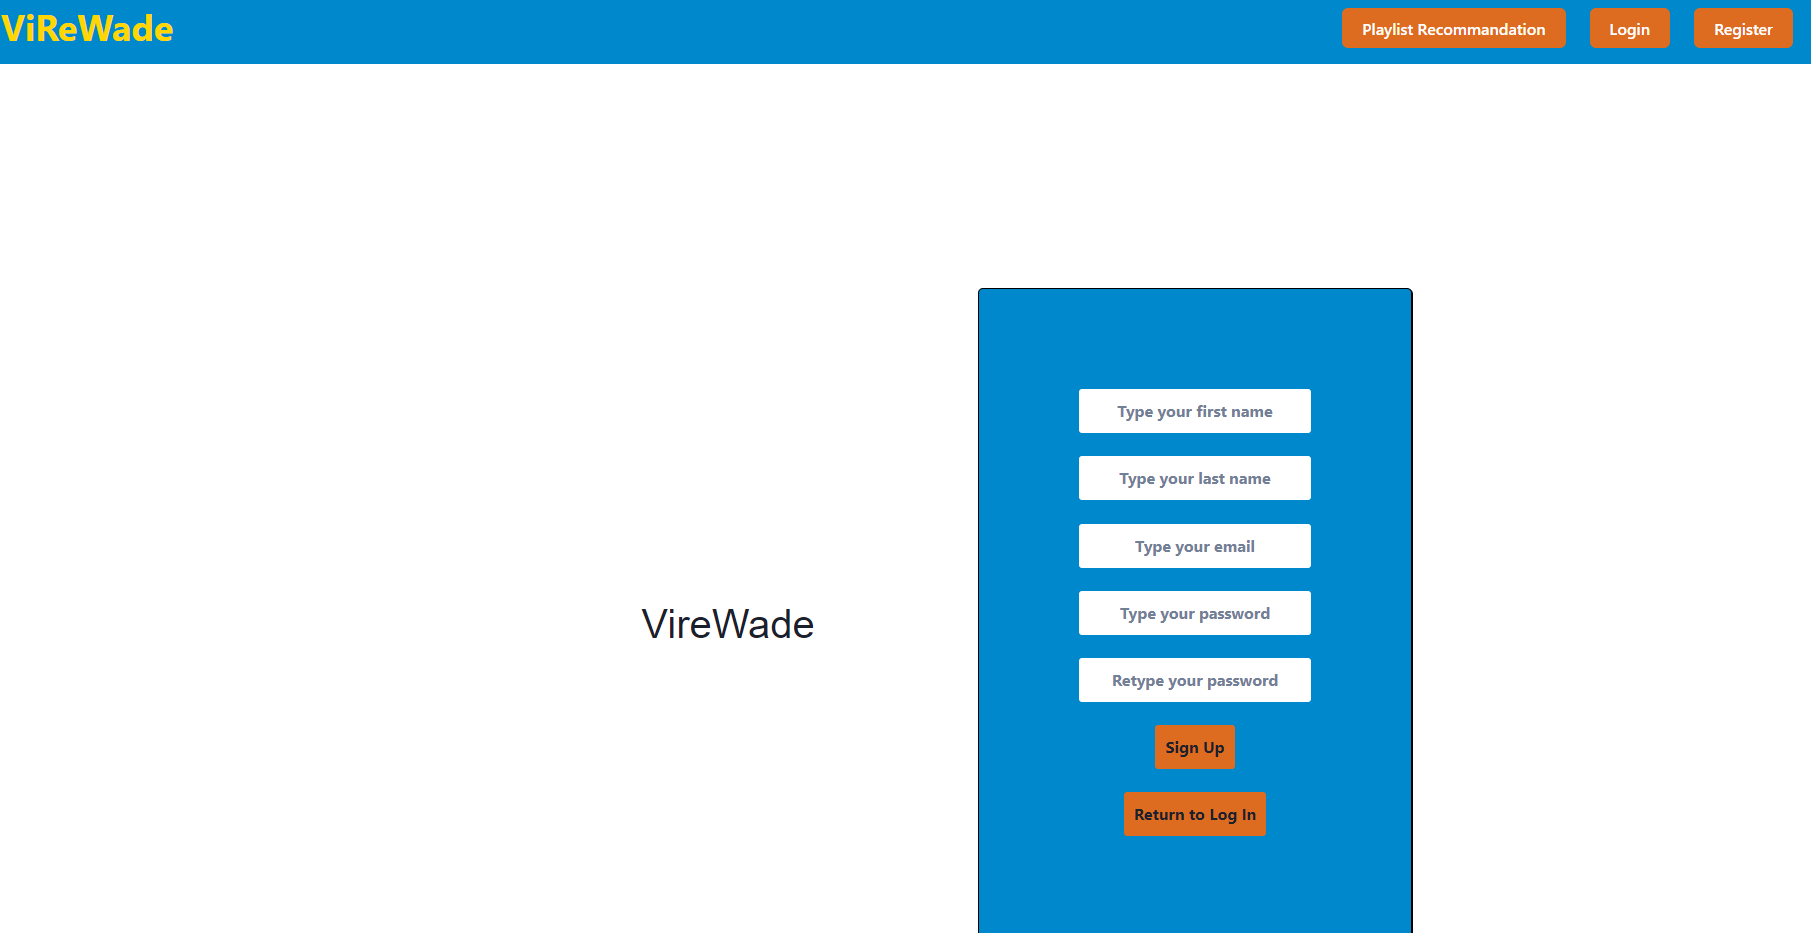 ViReWade
Playlist Recommandation
Login
Register
VireWade
Type your first name
Type your last name
Type your email
Type your password
Retype your password
Sign Up
Return to Log In